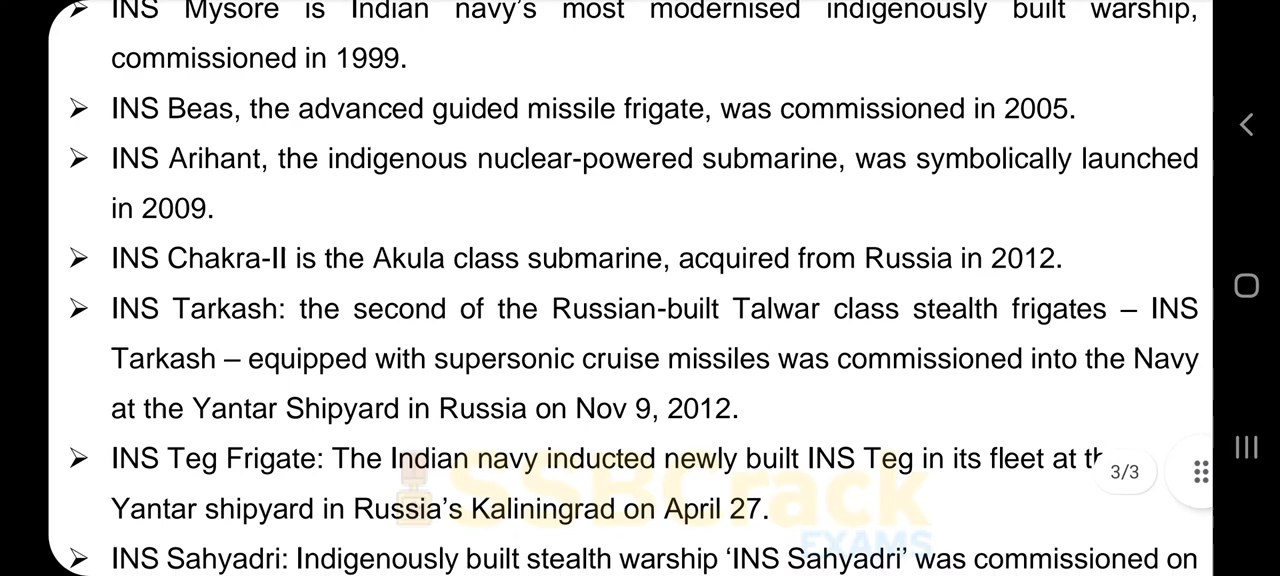 ➢ INS Mysore is Indian navy’s most modernised indigenously built warship,
commissioned in 1999.
➢ INS Beas, the advanced guided missile frigate, was commissioned in 2005.
➢ INS Arihant, the indigenous nuclear-powered submarine, was symbolically launched
in 2009.
➢ INS Chakra-II is the Akula class submarine, acquired from Russia in 2012.
➢ INS Tarkash: the second of the Russian-built Talwar class stealth frigates – INS
Tarkash – equipped with supersonic cruise missiles was commissioned into the Navy
at the Yantar Shipyard in Russia on Nov 9, 2012.
➢ INS Teg Frigate: The Indian navy inducted newly built INS Teg in its fleet at th
3/3
Yantar shipyard in Russia’s Kaliningrad on April 27.
SSBCrack
EXAMS
➢ INS Sahyadri: Indigenously built stealth warship ‘INS Sahyadri’ was commissioned on